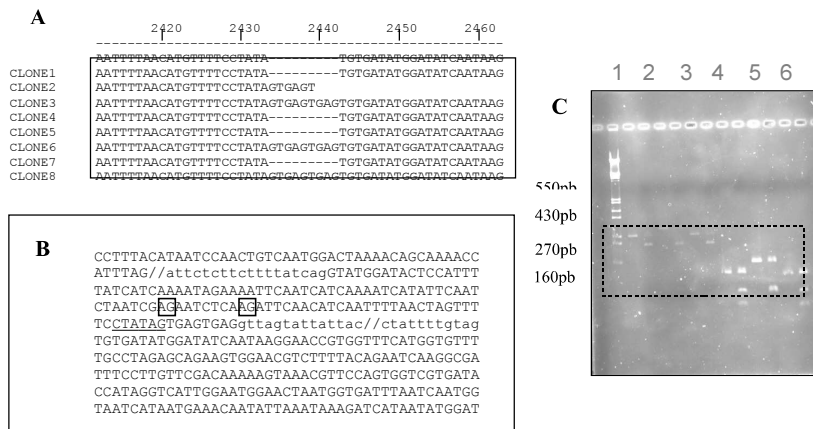 A
2420 2430 2440 2450 2460
----------------------------------------------------
AATTTTAACATGTTTTCCTATA---------TGTGATATGGATATCAATAAG
CLONE1 AATTTTAACATGTTTTCCTATA---------TGTGATATGGATATCAATAAG
CLONE2 AATTTTAACATGTTTTCCTATAGTGAGT
CLONE3 AATTTTAACATGTTTTCCTATAGTGAGTGAGTGTGATATGGATATCAATAAG
CLONE4 AATTTTAACATGTTTTCCTATA---------TGTGATATGGATATCAATAAG
CLONE5 AATTTTAACATGTTTTCCTATA---------TGTGATATGGATATCAATAAG
CLONE6 AATTTTAACATGTTTTCCTATAGTGAGTGAGTGTGATATGGATATCAATAAG
CLONE7 AATTTTAACATGTTTTCCTATA---------TGTGATATGGATATCAATAAG
CLONE8 AATTTTAACATGTTTTCCTATAGTGAGTGAGTGTGATATGGATATCAATAAG
B
CCTTTACATAATCCAACTGTCAATGGACTAAAACAGCAAAACC
ATTTAG//attctcttcttttatcagGTATGGATACTCCATTT
TATCATCAAAATAGAAAATTCAATCATCAAAATCATATTCAAT
CTAATCGAGAATCTCAAGATTCAACATCAATTTTAACTAGTTT
TCCTATAGTGAGTGAGgttagtattattac//ctattttgtag
TGTGATATGGATATCAATAAGGAACCGTGGTTTCATGGTGTTT
TGCCTAGAGCAGAAGTGGAACGTCTTTTACAGAATCAAGGCGA
TTTCCTTGTTCGACAAAAAGTAAACGTTCCAGTGGTCGTGATA
CCATAGGTCATTGGAATGGAACTAATGGTGATTTAATCAATGG
TAATCATAATGAAACAATATTAAATAAAGATCATAATATGGAT
C
1 2 3 4 5 6
550pb
430pb
270pb
160pb